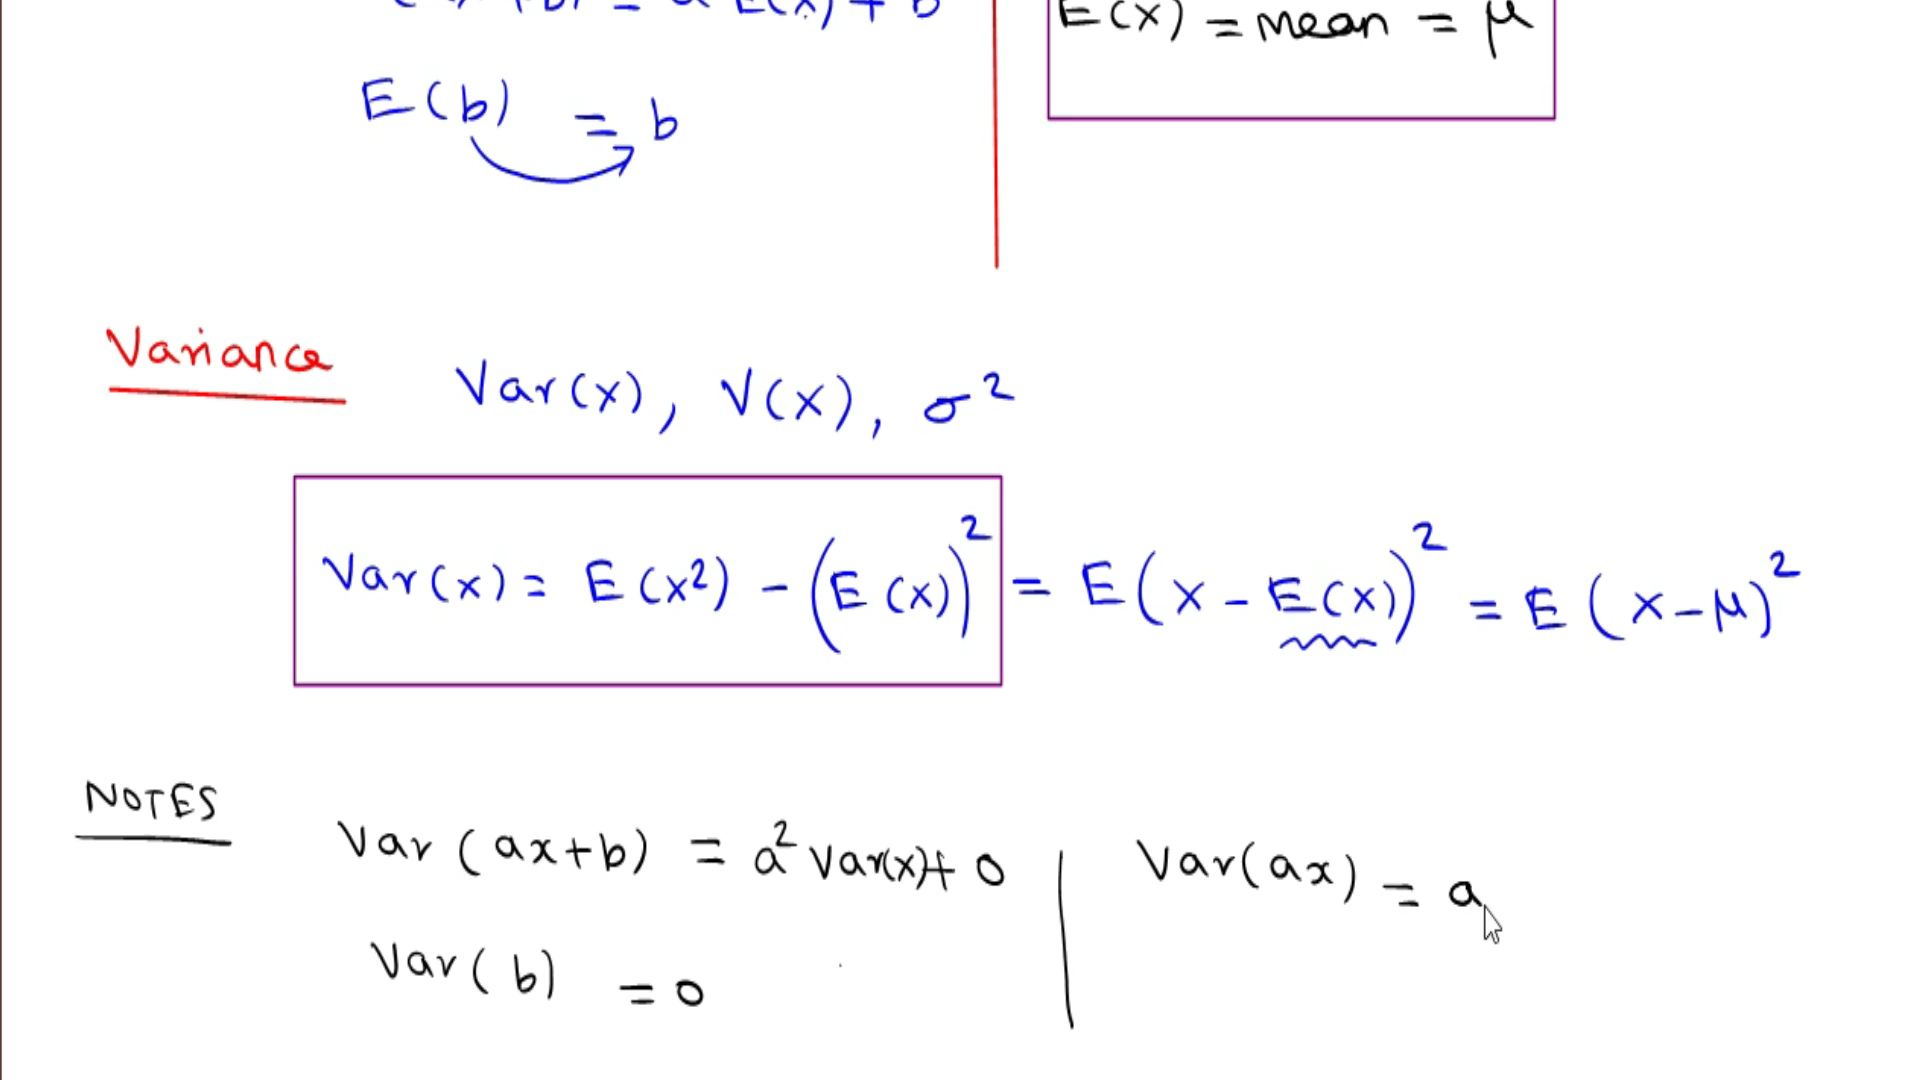 E(x) + b
E(x) = mean = μ
E(b) = b
Variance
Var(x), V(x), σ²
Var(x) = E(x²) - (E(x))² = E(x - E(x))² = E(x-μ)²
NOTES
Var(ax+b) = a² Var(x) + 0
Var(ax) = a
Var(b) = 0